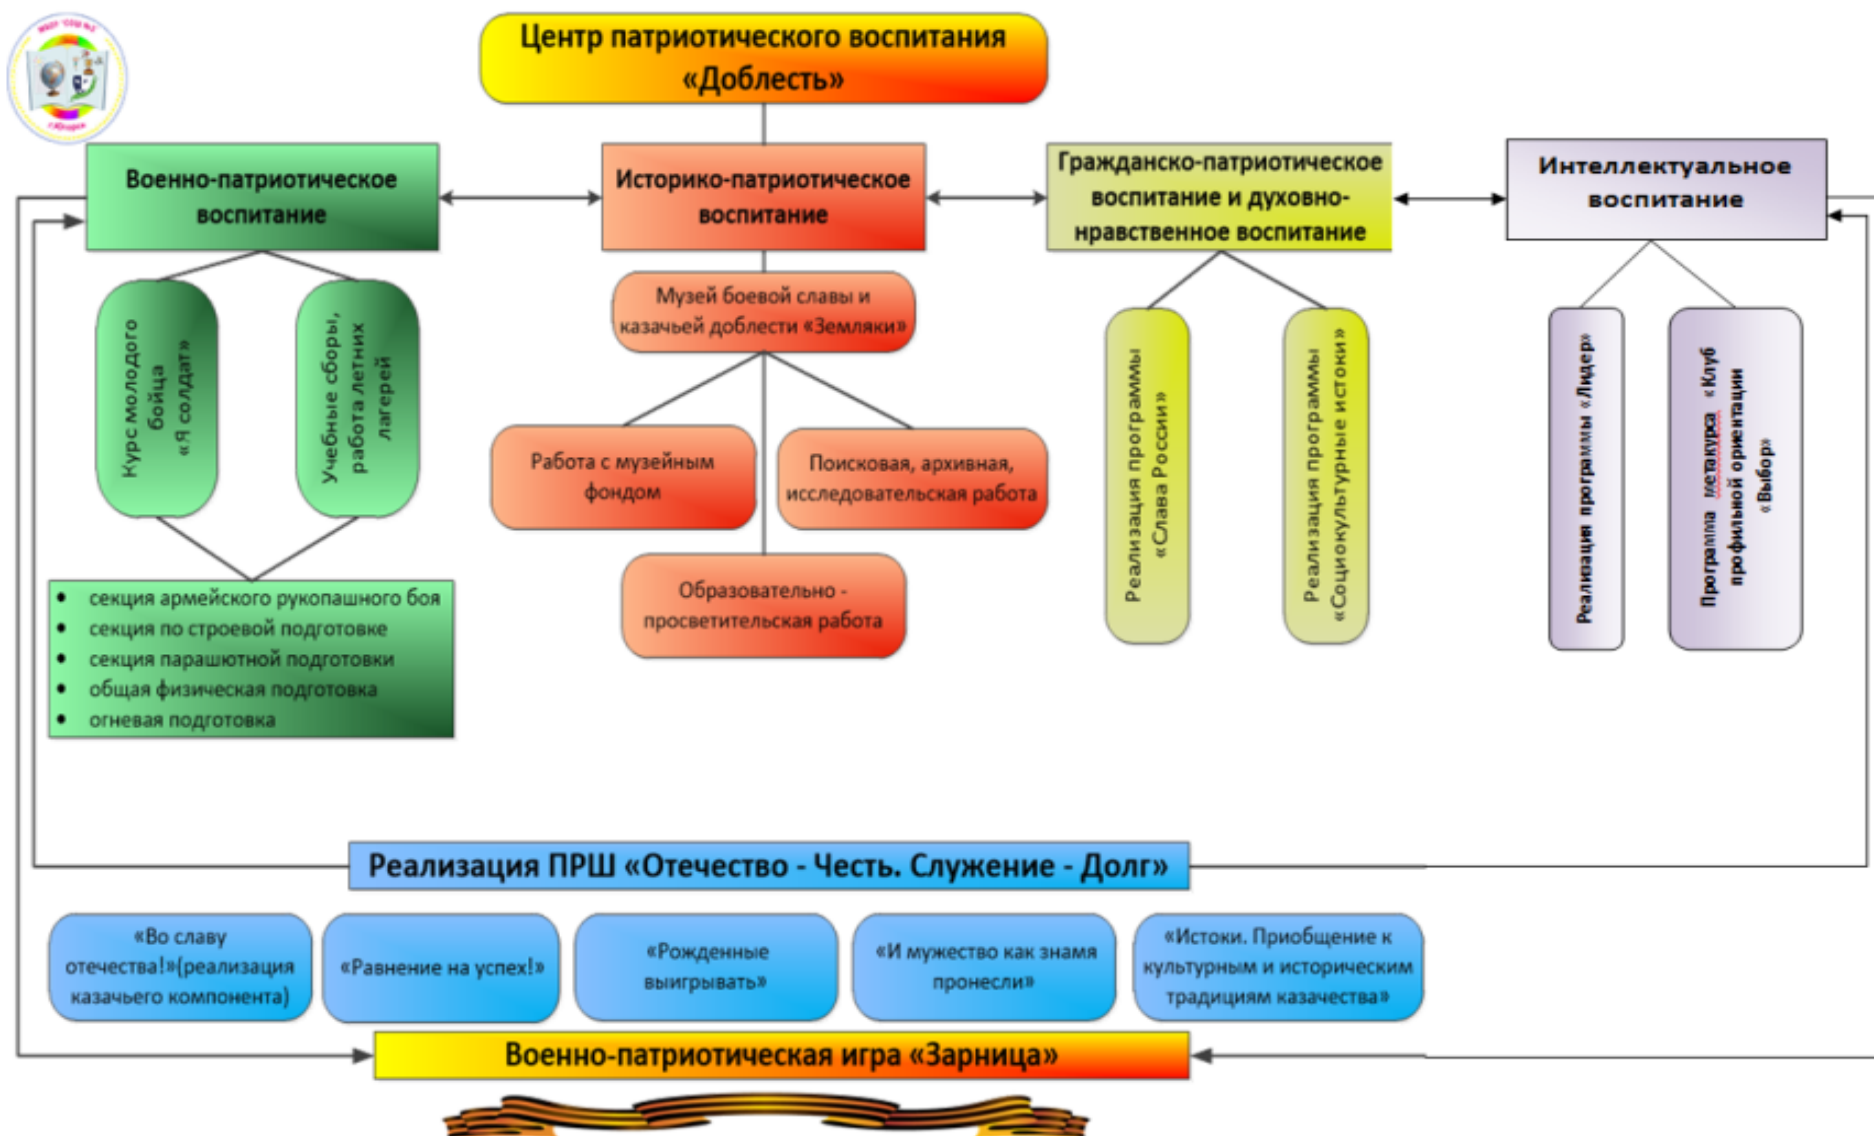 МБОУ "СОШ №2
г.Югорск
Центр патриотического воспитания
«Доблесть»
Военно-патриотическое
воспитание
Историко-патриотическое
воспитание
Гражданско-патриотическое
воспитание и духовно-
нравственное воспитание
Интеллектуальное
воспитание
Курс молодого
бойца
«Я солдат»
Учебные сборы,
работа летних
лагерей
Музей боевой славы и
казачьей доблести «Земляки»
Работа с музейным
фондом
Поисковая, архивная,
исследовательская работа
Образовательно -
просветительская работа
Реализация программы
«Слава России»
Реализация программы
«Социокультурные истоки»
Реализация программы «Лидер»
Программа метакурса «Клуб
профильной ориентации
«Выбор»
• секция армейского рукопашного боя
• секция по строевой подготовке
• секция парашютной подготовки
• общая физическая подготовка
• огневая подготовка
Реализация ПРШ «Отечество - Честь. Служение - Долг»
«Во славу
отечества!»(реализация
казачьего компонента)
«Равнение на успех!»
«Рожденные
выигрывать»
«И мужество как знамя
пронесли»
«Истоки. Приобщение к
культурным и историческим
традициям казачества»
Военно-патриотическая игра «Зарница»